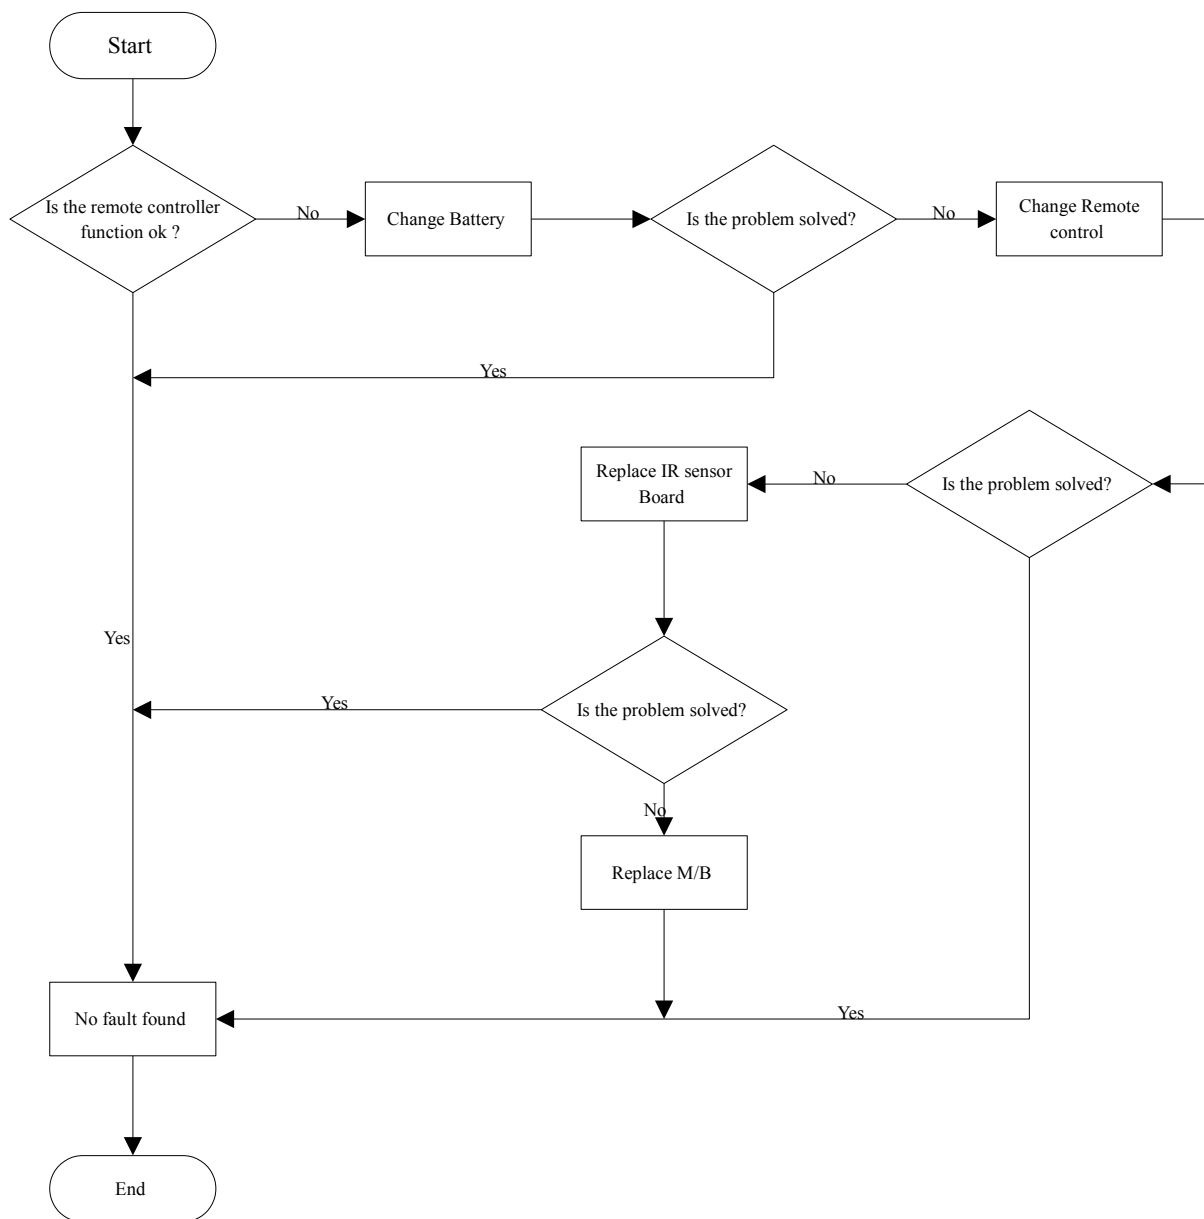 Start
Is the remote controller
function ok ?
No
Change Battery
Is the problem solved?
No
Change Remote
control
Yes
Replace IR sensor
Board
No
Is the problem solved?
Yes
Yes
Is the problem solved?
No
Replace M/B
No fault found
Yes
End